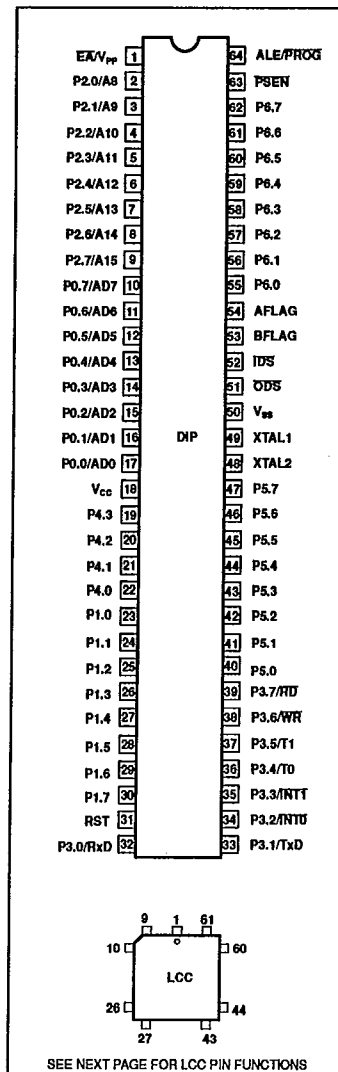 EA/VPP 1 64 ALE/PROG
P2.0/A8 2 63 PSEN
P2.1/A9 3 62 P6.7
P2.2/A10 4 61 P6.6
P2.3/A11 5 60 P6.5
P2.4/A12 6 59 P6.4
P2.5/A13 7 58 P6.3
P2.6/A14 8 57 P6.2
P2.7/A15 9 56 P6.1
P0.7/AD7 10 55 P6.0
P0.6/AD6 11 54 AFLAG
P0.5/AD5 12 53 BFLAG
P0.4/AD4 13 52 IDS
P0.3/AD3 14 51 ODS
P0.2/AD2 15 50 VSS
P0.1/AD1 16 DIP 49 XTAL1
P0.0/AD0 17 48 XTAL2
VCC 18 47 P5.7
P4.3 19 46 P5.6
P4.2 20 45 P5.5
P4.1 21 44 P5.4
P4.0 22 43 P5.3
P1.0 23 42 P5.2
P1.1 24 41 P5.1
P1.2 25 40 P5.0
P1.3 26 39 P3.7/RD
P1.4 27 38 P3.6/WR
P1.5 28 37 P3.5/T1
P1.6 29 36 P3.4/T0
P1.7 30 35 P3.3/INT1
RST 31 34 P3.2/INT0
P3.0/RxD 32 33 P3.1/TxD
9 1 61
10 60
LCC
26 44
27 43
SEE NEXT PAGE FOR LCC PIN FUNCTIONS